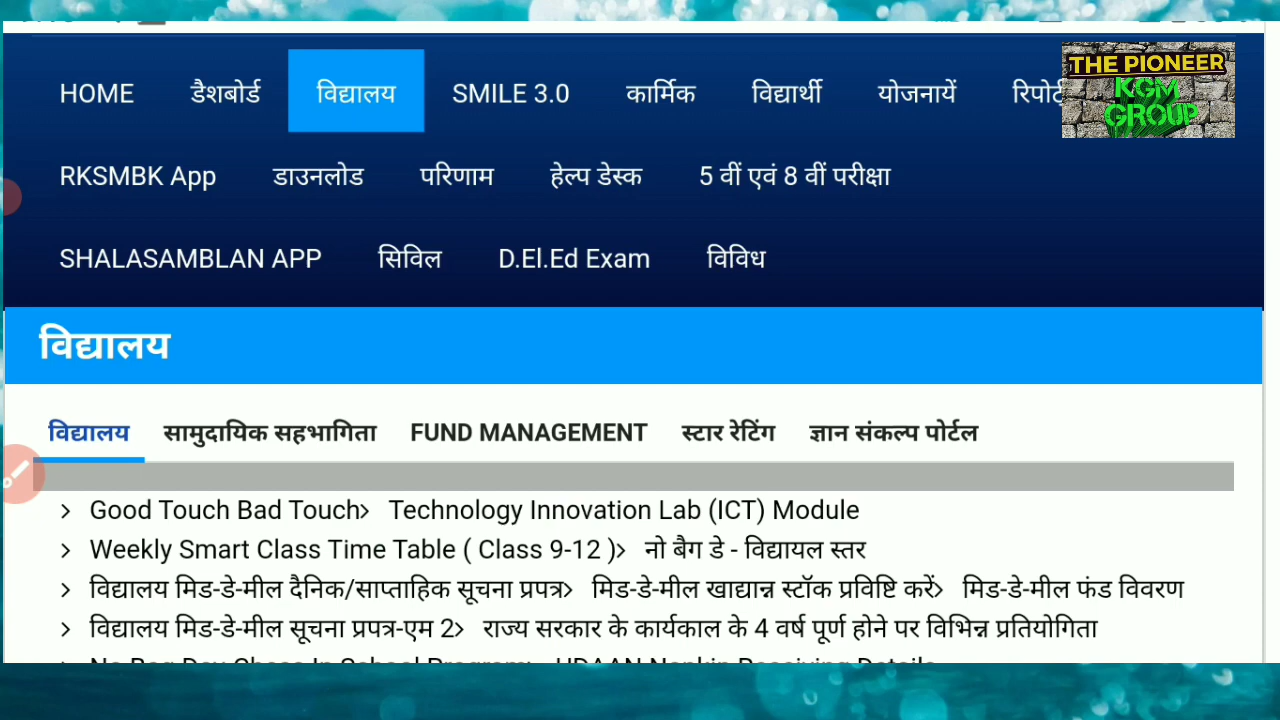 HOME डैशबोर्ड विद्यालय SMILE 3.0 कार्मिक विद्यार्थी योजनायें
THE PIONEER
KGM
GROUP
RKSMBK App डाउनलोड परिणाम हेल्प डेस्क 5 वीं एवं 8 वीं परीक्षा
SHALASAMBLAN APP सिविल D.El.Ed Exam विविध
विद्यालय
विद्यालय सामुदायिक सहभागिता FUND MANAGEMENT स्टार रेटिंग ज्ञान संकल्प पोर्टल
Good Touch Bad Touch Technology Innovation Lab (ICT) Module
Weekly Smart Class Time Table ( Class 9-12 ) नो बैग डे - विद्यायल स्तर
विद्यालय मिड-डे-मील दैनिक/साप्ताहिक सूचना प्रपत्र मिड-डे-मील खाद्यान्न स्टॉक प्रविष्टि करें मिड-डे-मील फंड विवरण
विद्यालय मिड-डे-मील सूचना प्रपत्र-एम 2 राज्य सरकार के कार्यकाल के 4 वर्ष पूर्ण होने पर विभिन्न प्रतियोगिता